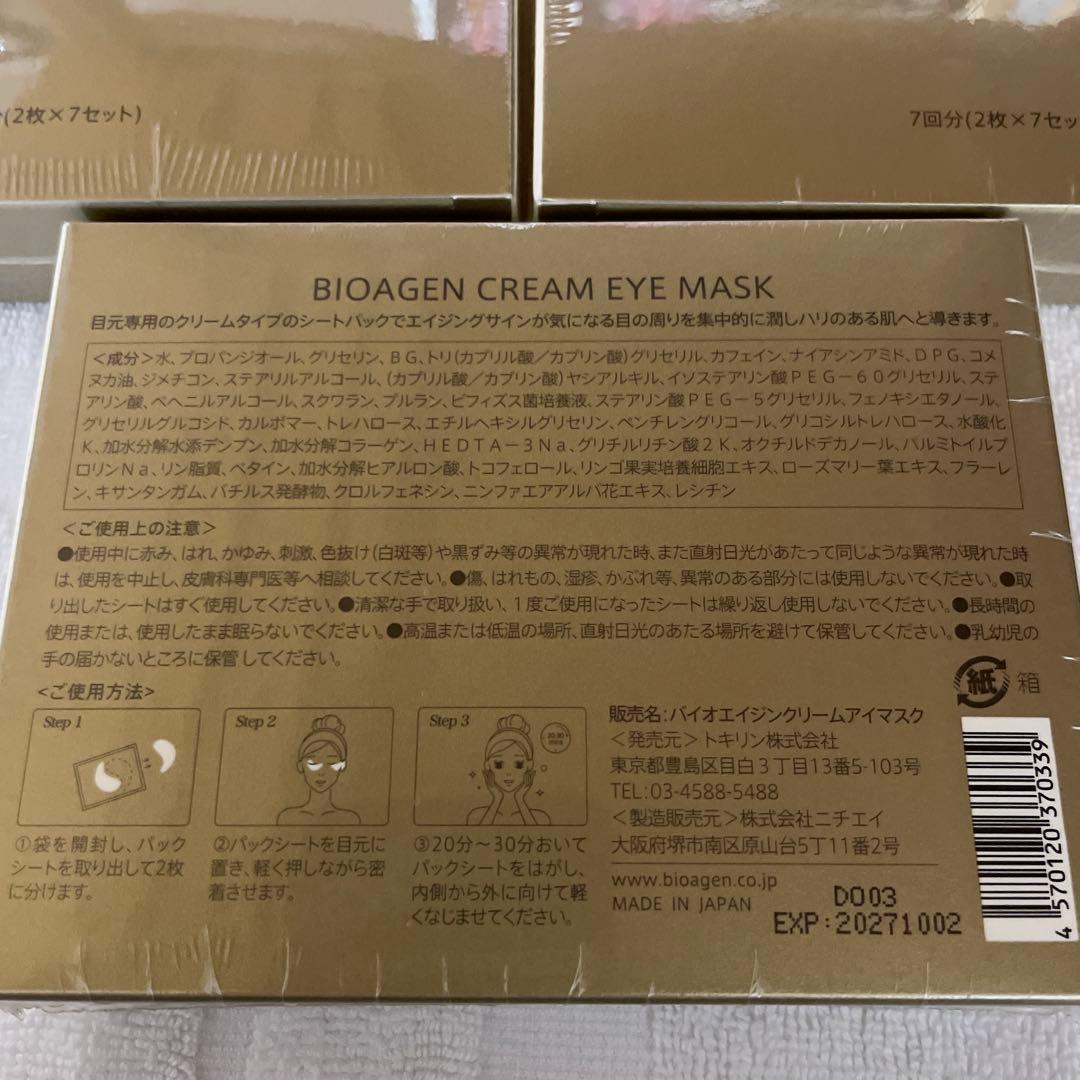 (2枚×7セット)
7回分(2枚×7セッ
BIOAGEN CREAM EYE MASK
目元専用のクリームタイプのシートパックでエイジングサインが気になる目の周りを集中的に潤しハリのある肌へと導きます。
<成分>水、プロパンジオール、グリセリン、BG、トリ(カプリル酸/カプリン酸)グリセリル、カフェイン、ナイアシンアミド、DPG、コメ
ヌカ油、ジメチコン、ステアリルアルコール、(カプリル酸/カプリン酸)ヤシアルキル、イソステアリン酸PEG-60グリセリル、ステ
アリン酸、ベヘニルアルコール、スクワラン、プルラン、ビフィズス菌培養液、ステアリン酸PEG-5グリセリル、フェノキシエタノール、
グリセリルグルコシド、カルボマー、トレハロース、エチルヘキシルグリセリン、ペンチレングリコール、グリコシルトレハロース、水酸化
K、加水分解水添デンプン、加水分解コラーゲン、HEDTA-3Na、グリチルリチン酸2K、オクチルドデカノール、パルミトイルプ
ロリンNa、リン脂質、ベタイン、加水分解ヒアルロン酸、トコフェロール、リンゴ果実培養細胞エキス、ローズマリー葉エキス、フラーレ
ン、キサンタンガム、バチルス発酵物、クロルフェネシン、ニンファエアアルバ花エキス、レシチン
<ご使用上の注意>
●使用中に赤み、はれ、かゆみ、刺激、色抜け(白斑等)や黒ずみ等の異常が現れた時、また直射日光があたって同じような異常が現れた時
は、使用を中止し、皮膚科専門医等へ相談してください。●傷、はれもの、湿疹、かぶれ等、異常のある部分には使用しないでください。●取
り出したシートはすぐ使用してください。●清潔な手で取り扱い、1度ご使用になったシートは繰り返し使用しないでください。●長時間の
使用または、使用したまま眠らないでください。●高温または低温の場所、直射日光のあたる場所を避けて保管してください。●乳幼児の
手の届かないところに保管してください。
紙 箱
<ご使用方法>
Step 1
Step 2
Step 3
①袋を開封し、パック
シートを取り出して2枚
に分けます。
②パックシートを目元に
置き、軽く押しながら密
着させます。
③20分~30分おいて
パックシートをはがし、
内側から外に向けて軽
くなじませてください。
販売名:バイオエイジンクリームアイマスク
<発売元>トキリン株式会社
東京都豊島区目白3丁目13番5-103号
TEL:03-4588-5488
<製造販売元>株式会社ニチエイ
大阪府堺市南区原山台5丁11番2号
www.bioagen.co.jp
MADE IN JAPAN
DO03
EXP:20271002
4 570120 370339